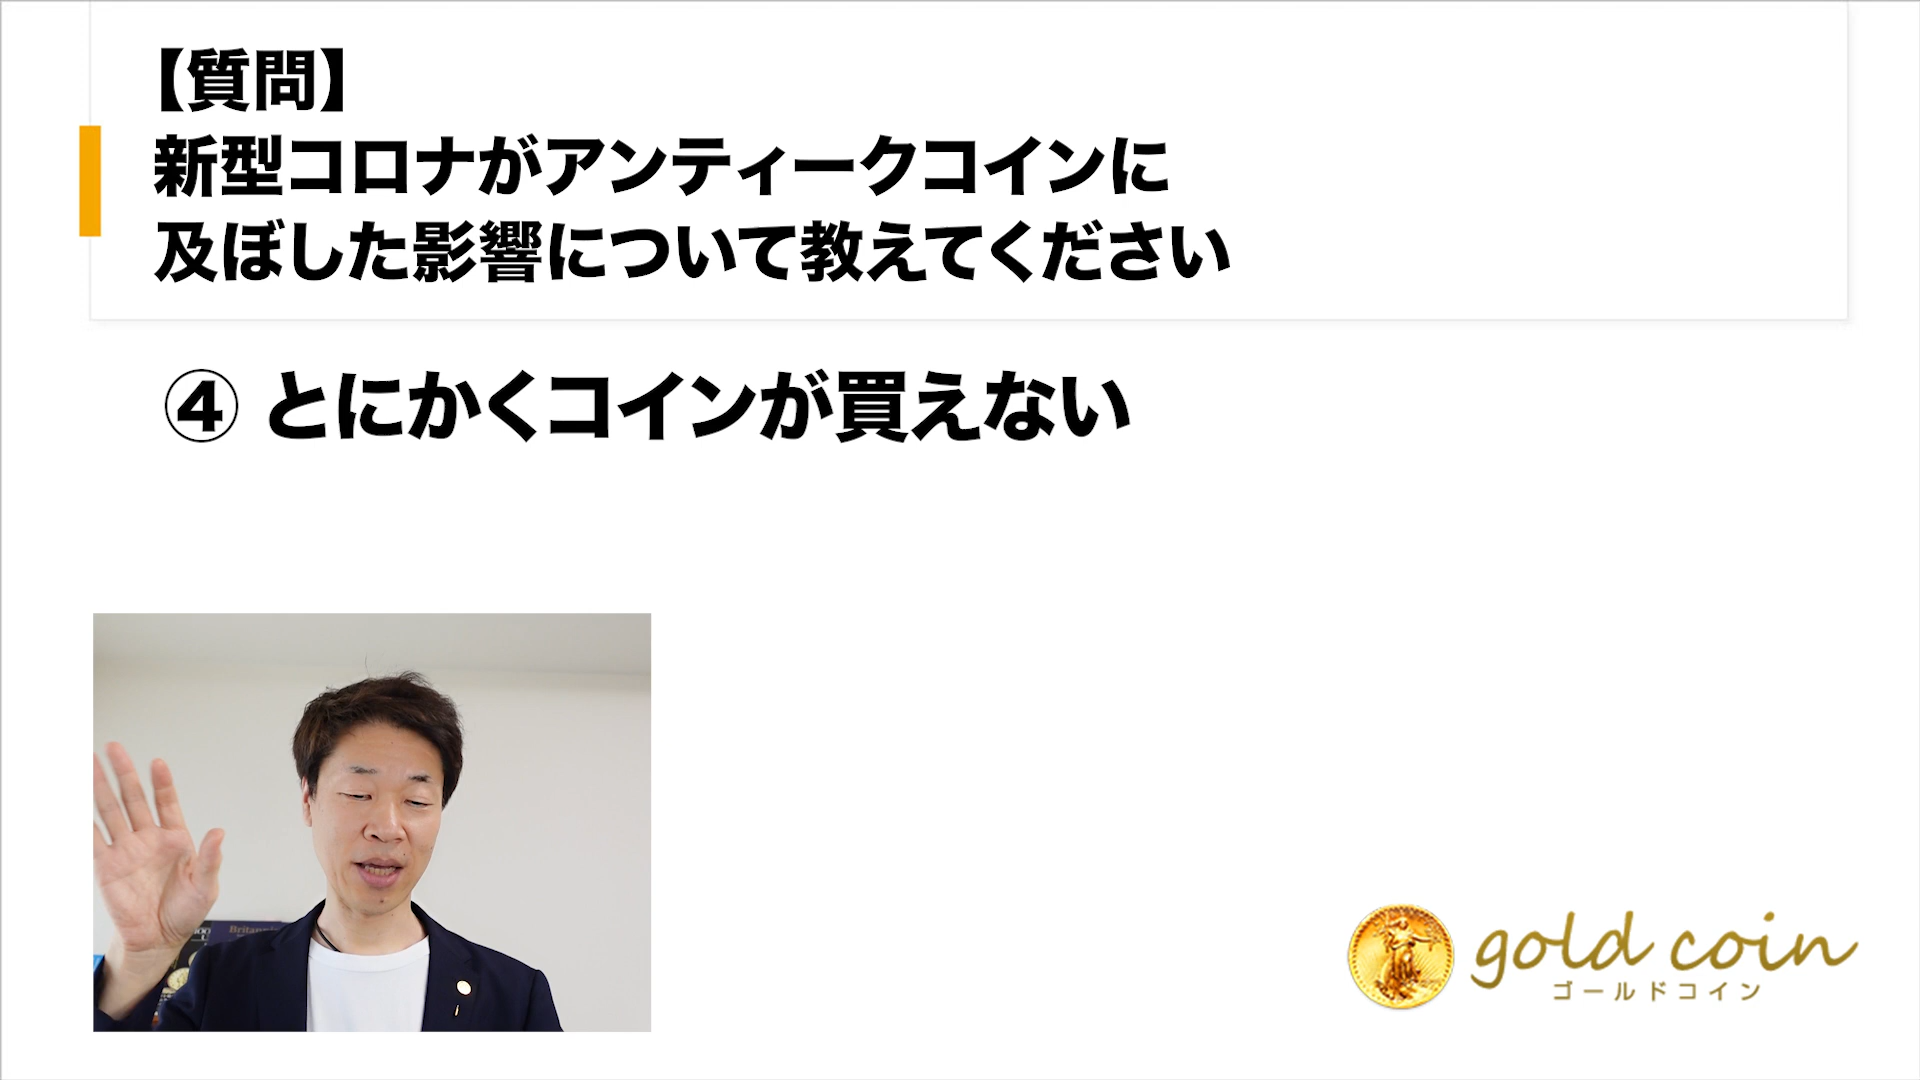 【質問】
新型コロナがアンティークコインに
及ぼした影響について教えてください
④ とにかくコインが買えない
gold coin
ゴールドコイン